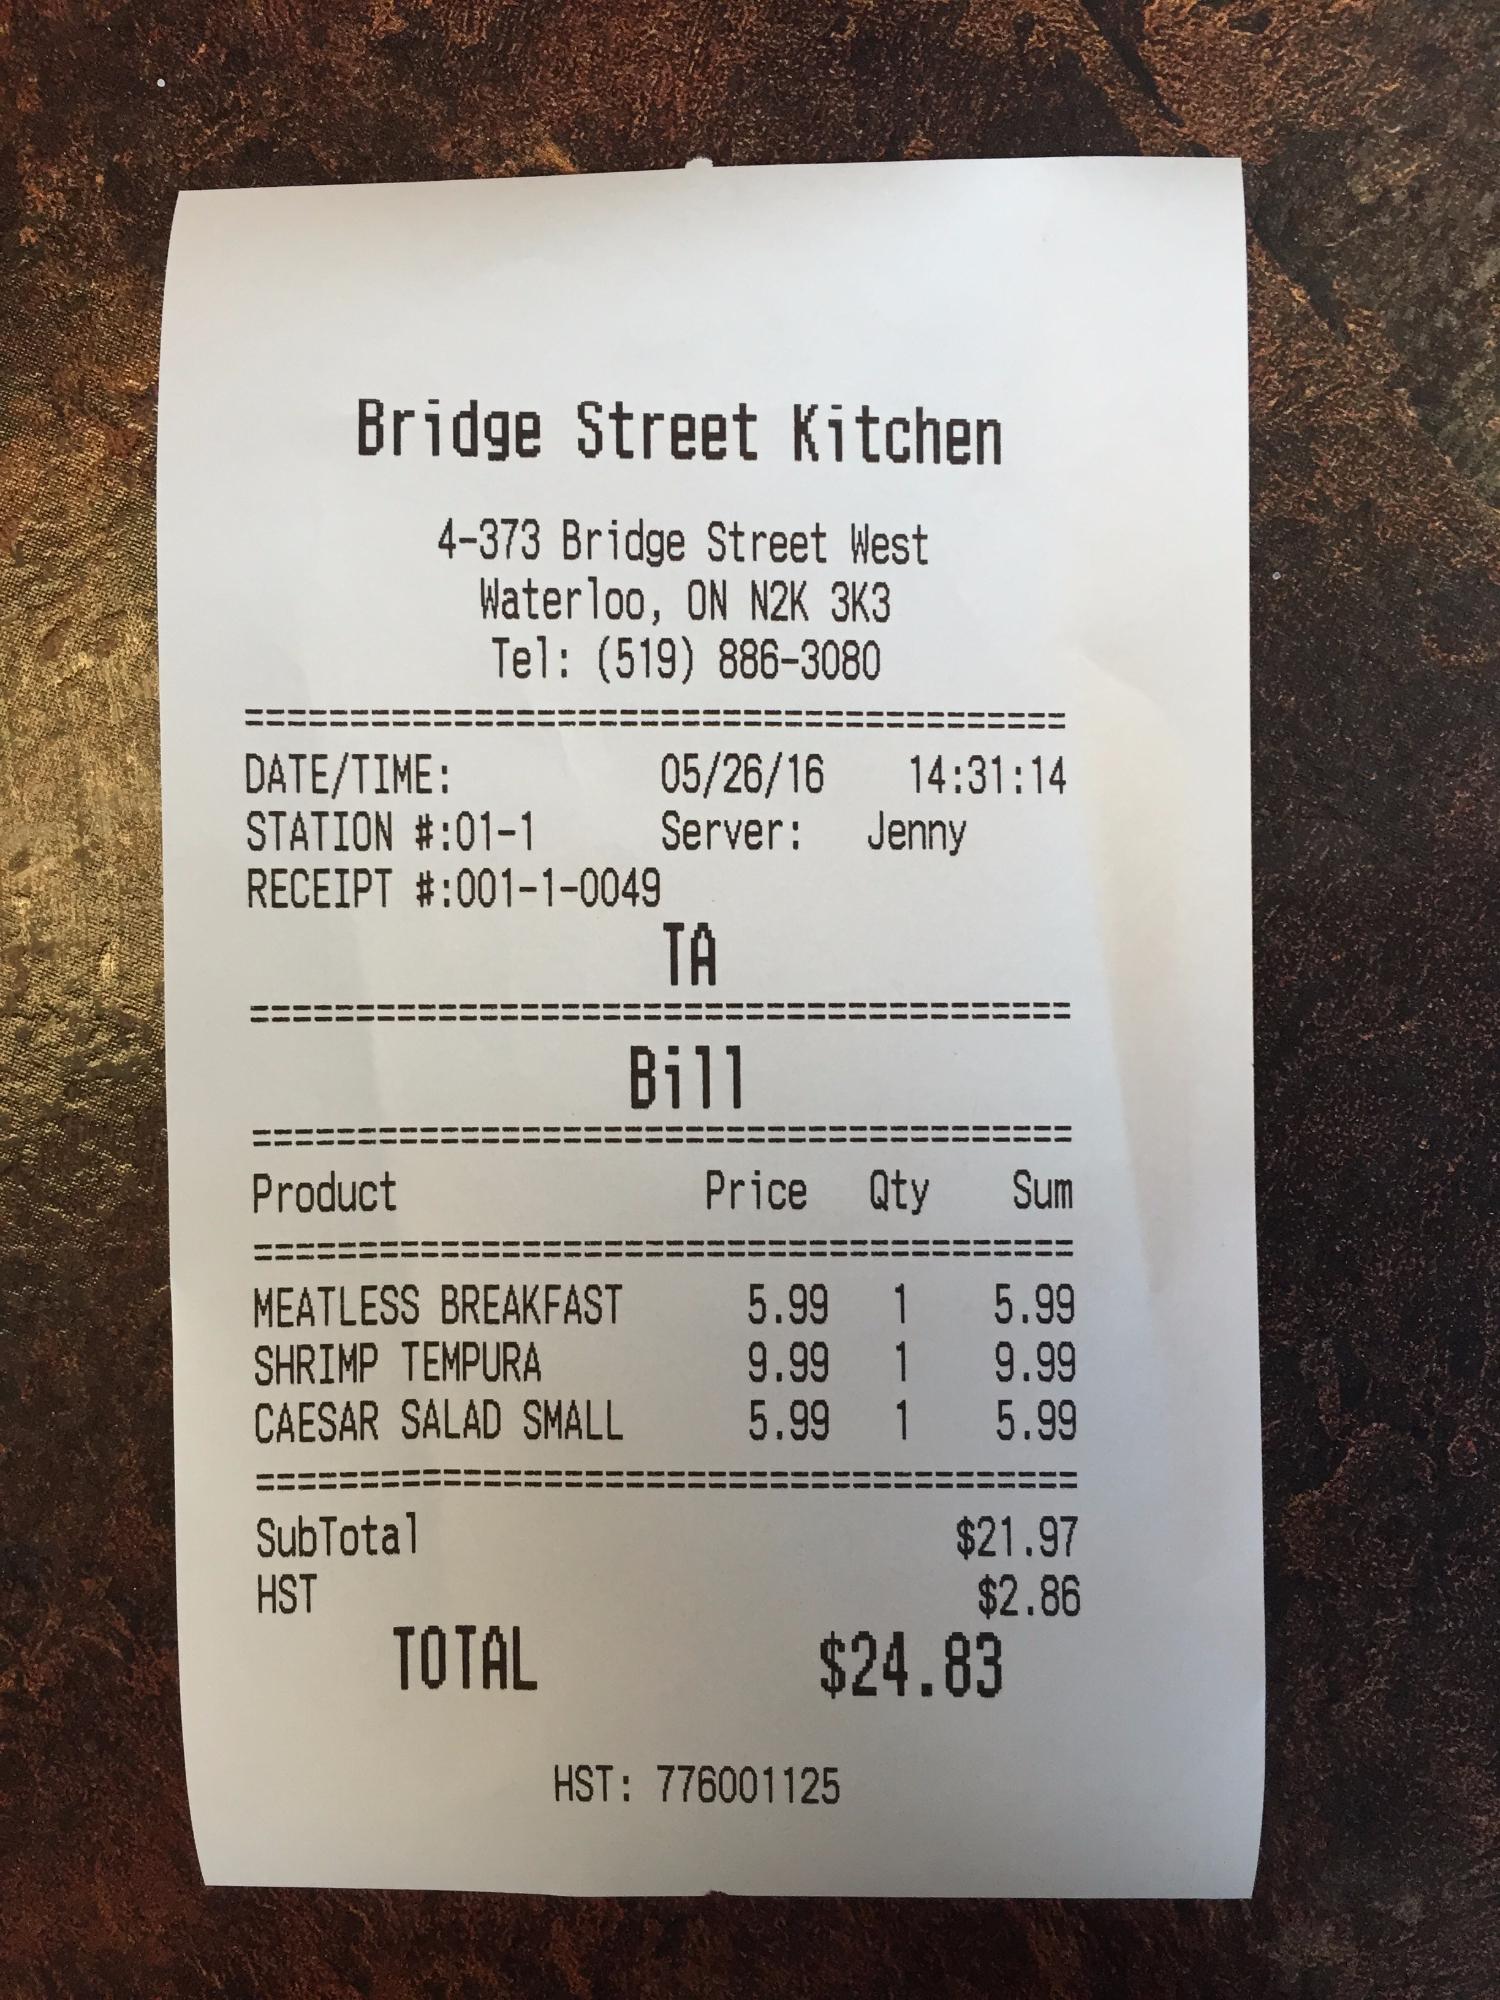 Bridge Street Kitchen
4-373 Bridge Street West
Waterloo, ON N2K 3K3
Tel: (519) 886-3080
========================================
DATE/TIME: 05/26/16 14:31:14
STATION #:01-1 Server: Jenny
RECEIPT #:001-1-0049
TA
========================================
Bill
========================================
Product Price Qty Sum
========================================
MEATLESS BREAKFAST 5.99 1 5.99
SHRIMP TEMPURA 9.99 1 9.99
CAESAR SALAD SMALL 5.99 1 5.99
========================================
SubTotal $21.97
HST $2.86
TOTAL $24.83
HST: 776001125